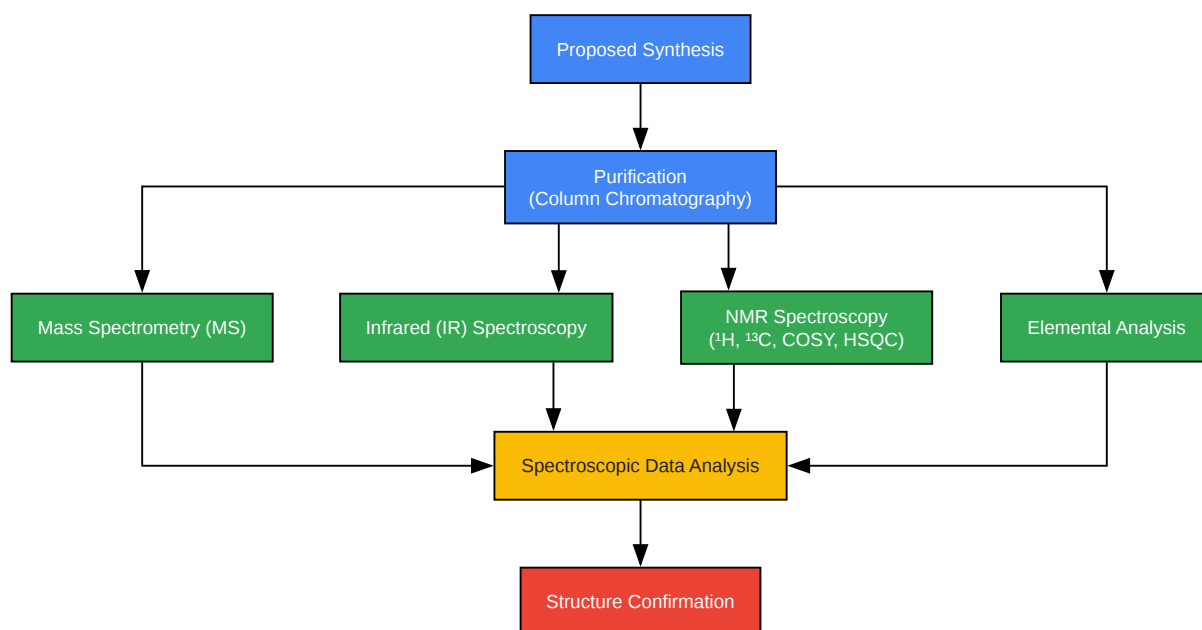 Proposed Synthesis
Purification
(Column Chromatography)
Mass Spectrometry (MS)
Infrared (IR) Spectroscopy
NMR Spectroscopy
(¹H, ¹³C, COSY, HSQC)
Elemental Analysis
Spectroscopic Data Analysis
Structure Confirmation